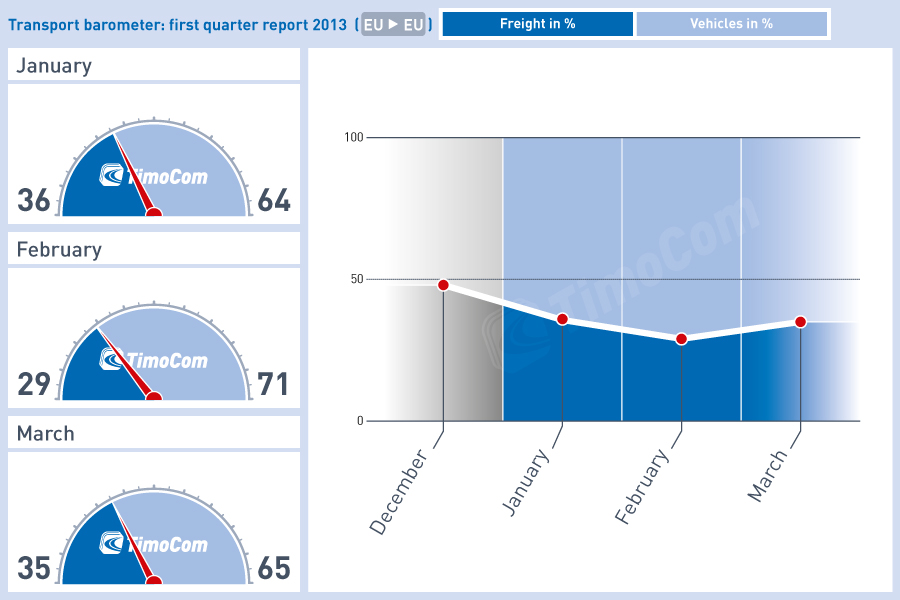 Transport barometer: first quarter report 2013 ( EU ▶ EU )
Freight in %
Vehicles in %
January
36
TimoCom
64
February
29
TimoCom
71
March
35
TimoCom
65
100
50
0
TimoCom
December
January
February
March